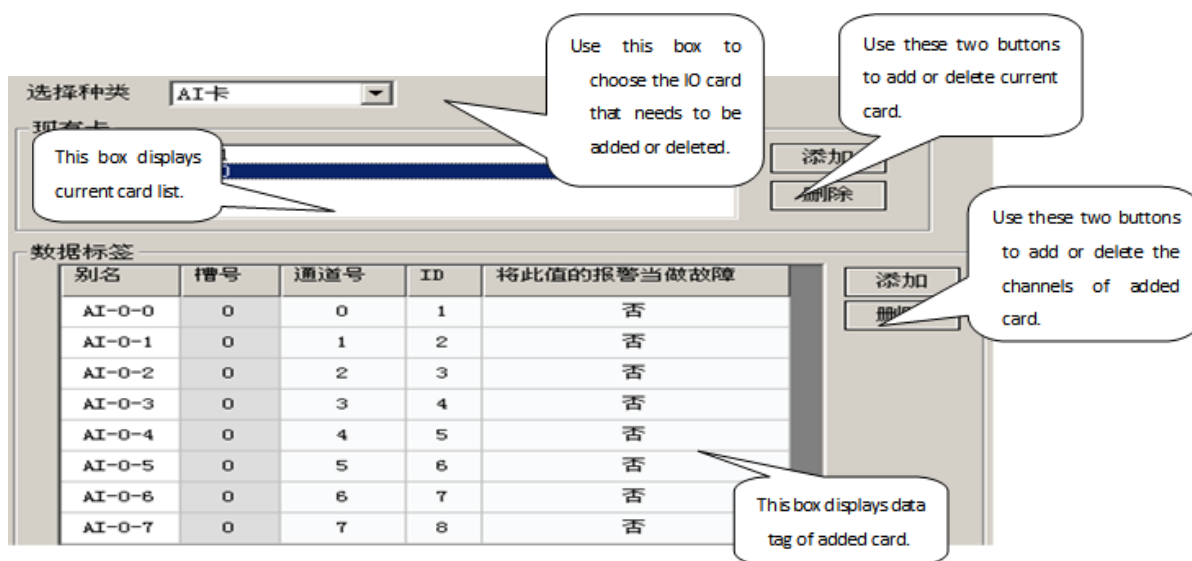 Use this box to
choose the IO card
that needs to be
added or deleted.
Use these two buttons
to add or delete current
card.
选择种类 AI卡
现有卡
This box displays
current card list.
添加
删除
Use these two buttons
to add or delete the
channels of added
card.
数据标签
别名 槽号 通道号 ID 将此值的报警当做故障
添加
AI-0-0 0 0 1 否
AI-0-1 0 1 2 否
AI-0-2 0 2 3 否
AI-0-3 0 3 4 否
AI-0-4 0 4 5 否
AI-0-5 0 5 6 否
AI-0-6 0 6 7 否
AI-0-7 0 7 8 否
This box displays data
tag of added card.